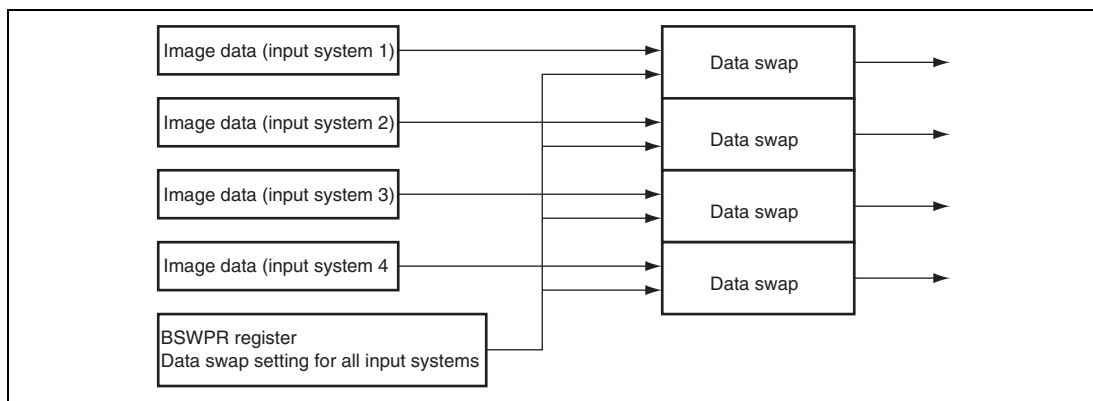 Image data (input system 1)
Data swap
Image data (input system 2)
Data swap
Image data (input system 3)
Data swap
Image data (input system 4
Data swap
BSWPR register
Data swap setting for all input systems